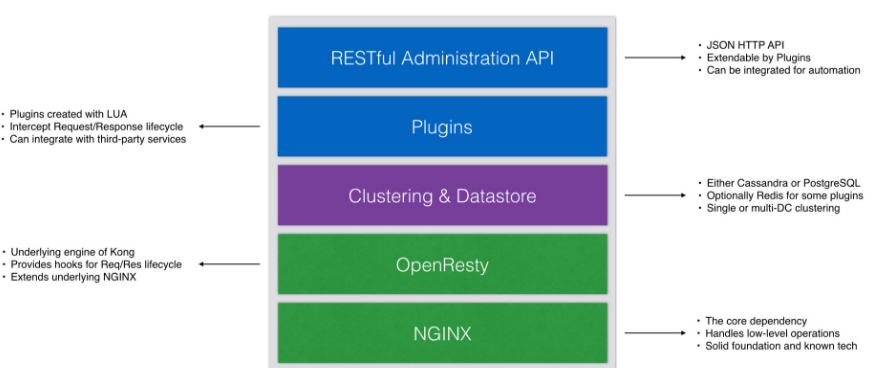 RESTful Administration API
• JSON HTTP API
• Extendable by Plugins
• Can be integrated for automation
• Plugins created with LUA
• Intercept Request/Response lifecycle
• Can integrate with third-party services
Plugins
Clustering & Datastore
• Either Cassandra or PostgreSQL
• Optionally Redis for some plugins
• Single or multi-DC clustering
• Underlying engine of Kong
• Provides hooks for Req/Res lifecycle
• Extends underlying NGINX
OpenResty
NGINX
• The core dependency
• Handles low-level operations
• Solid foundation and known tech